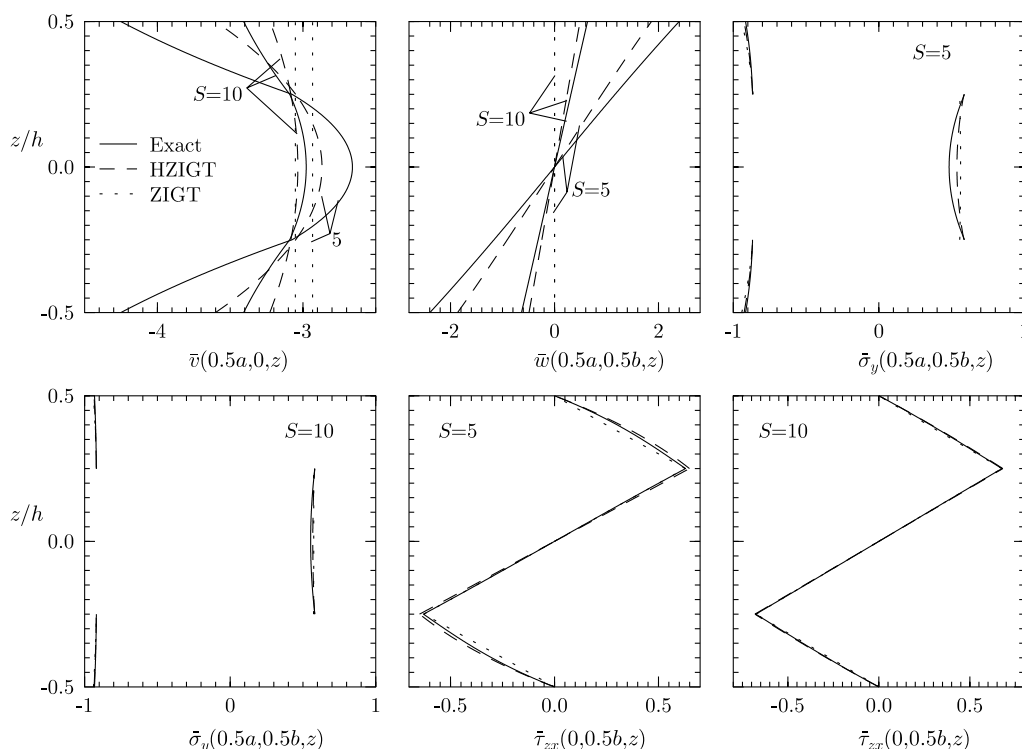 0.5
z/h
0.0
-0.5
S=10
Exact
HZIGT
ZIGT
5
-4
-3
v̄(0.5a,0,z)
S=10
S=5
-2
0
2
w̄(0.5a,0.5b,z)
S=5
-1
0
1
σ̄y(0.5a,0.5b,z)
0.5
z/h
0.0
-0.5
S=10
-1
0
1
σ̄y(0.5a,0.5b,z)
S=5
-0.5
0.0
0.5
τ̄zx(0,0.5b,z)
S=10
-0.5
0.0
0.5
τ̄zx(0,0.5b,z)